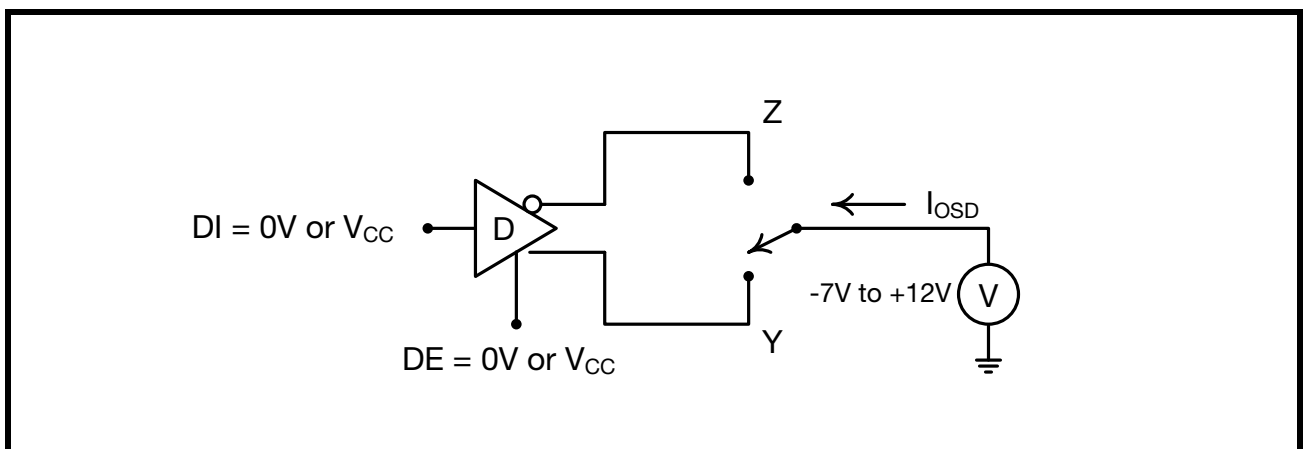 Z
I_OSD
DI = 0V or V_CC
D
-7V to +12V
V
Y
DE = 0V or V_CC